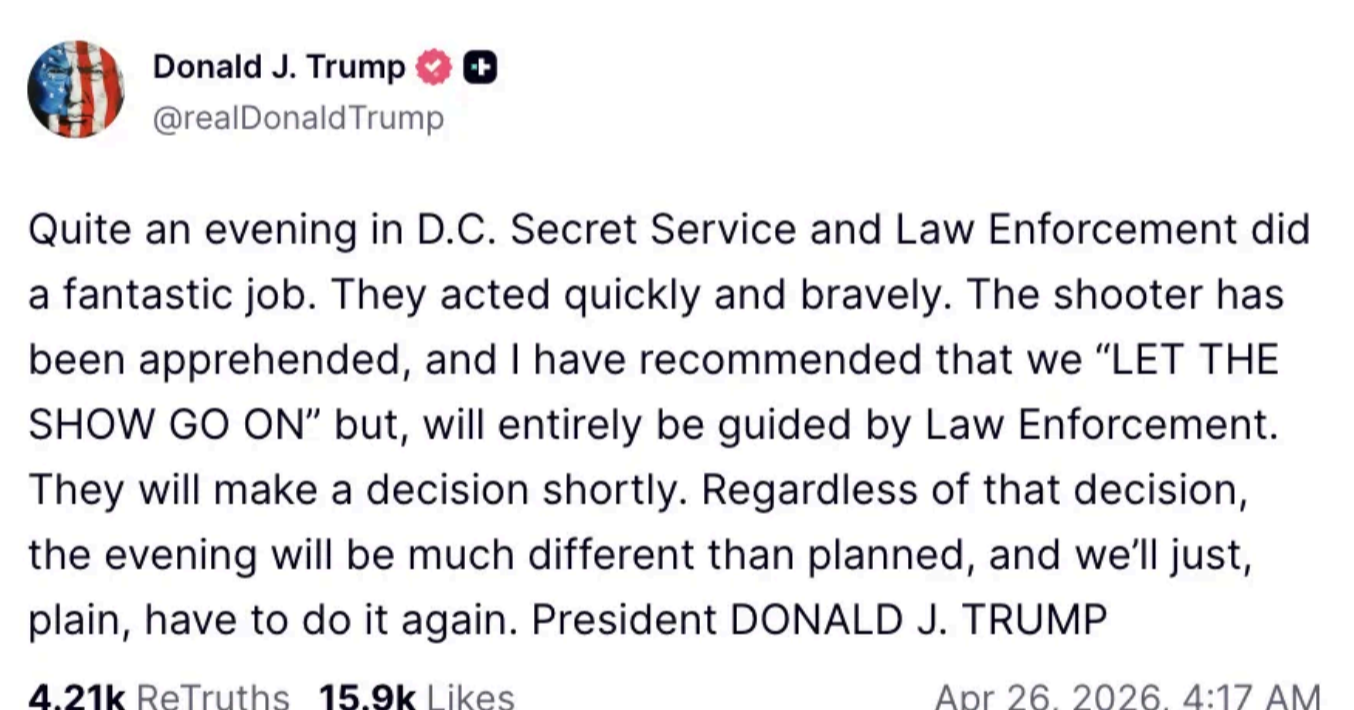 Donald J. Trump
@realDonaldTrump
Quite an evening in D.C. Secret Service and Law Enforcement did
a fantastic job. They acted quickly and bravely. The shooter has
been apprehended, and I have recommended that we “LET THE
SHOW GO ON” but, will entirely be guided by Law Enforcement.
They will make a decision shortly. Regardless of that decision,
the evening will be much different than planned, and we’ll just,
plain, have to do it again. President DONALD J. TRUMP
4.21k ReTruths 15.9k Likes Apr 26, 2026, 4:17 AM